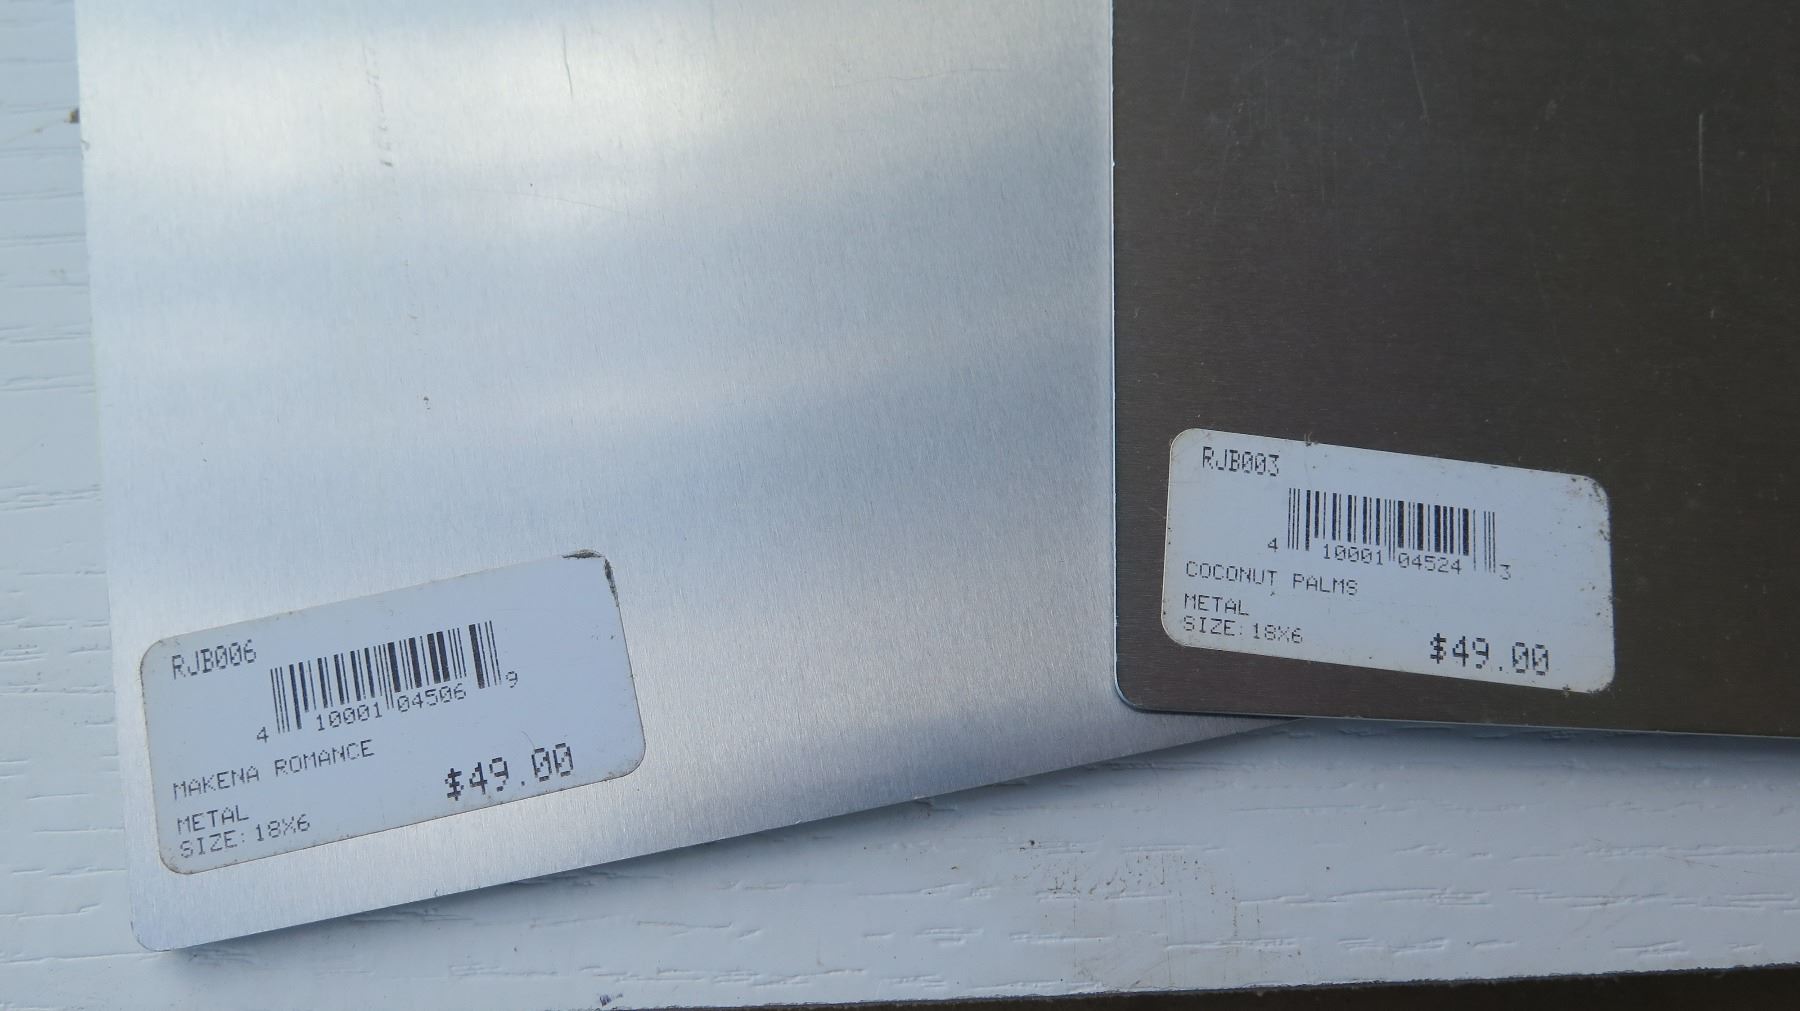 RJB006
4 10001 04506 9
MAKENA ROMANCE
METAL
SIZE:18X6
$49.00
RJB003
4 10001 04524 3
COCONUT PALMS
METAL
SIZE:18X6
$49.00